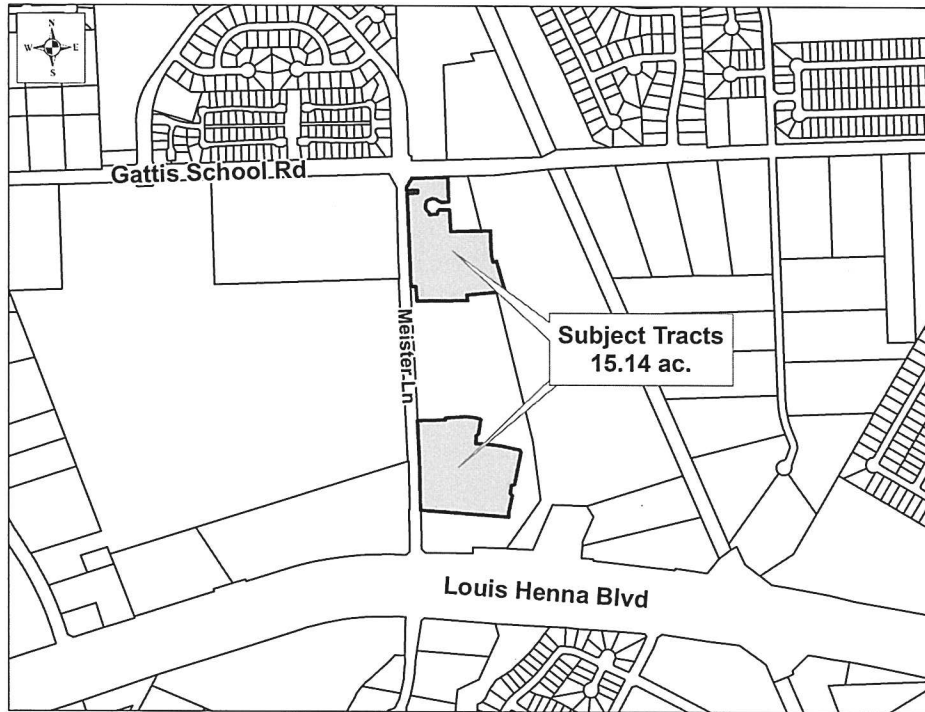 N
W E
S
Gattis School Rd
Meister Ln
Subject Tracts
15.14 ac.
Louis Henna Blvd